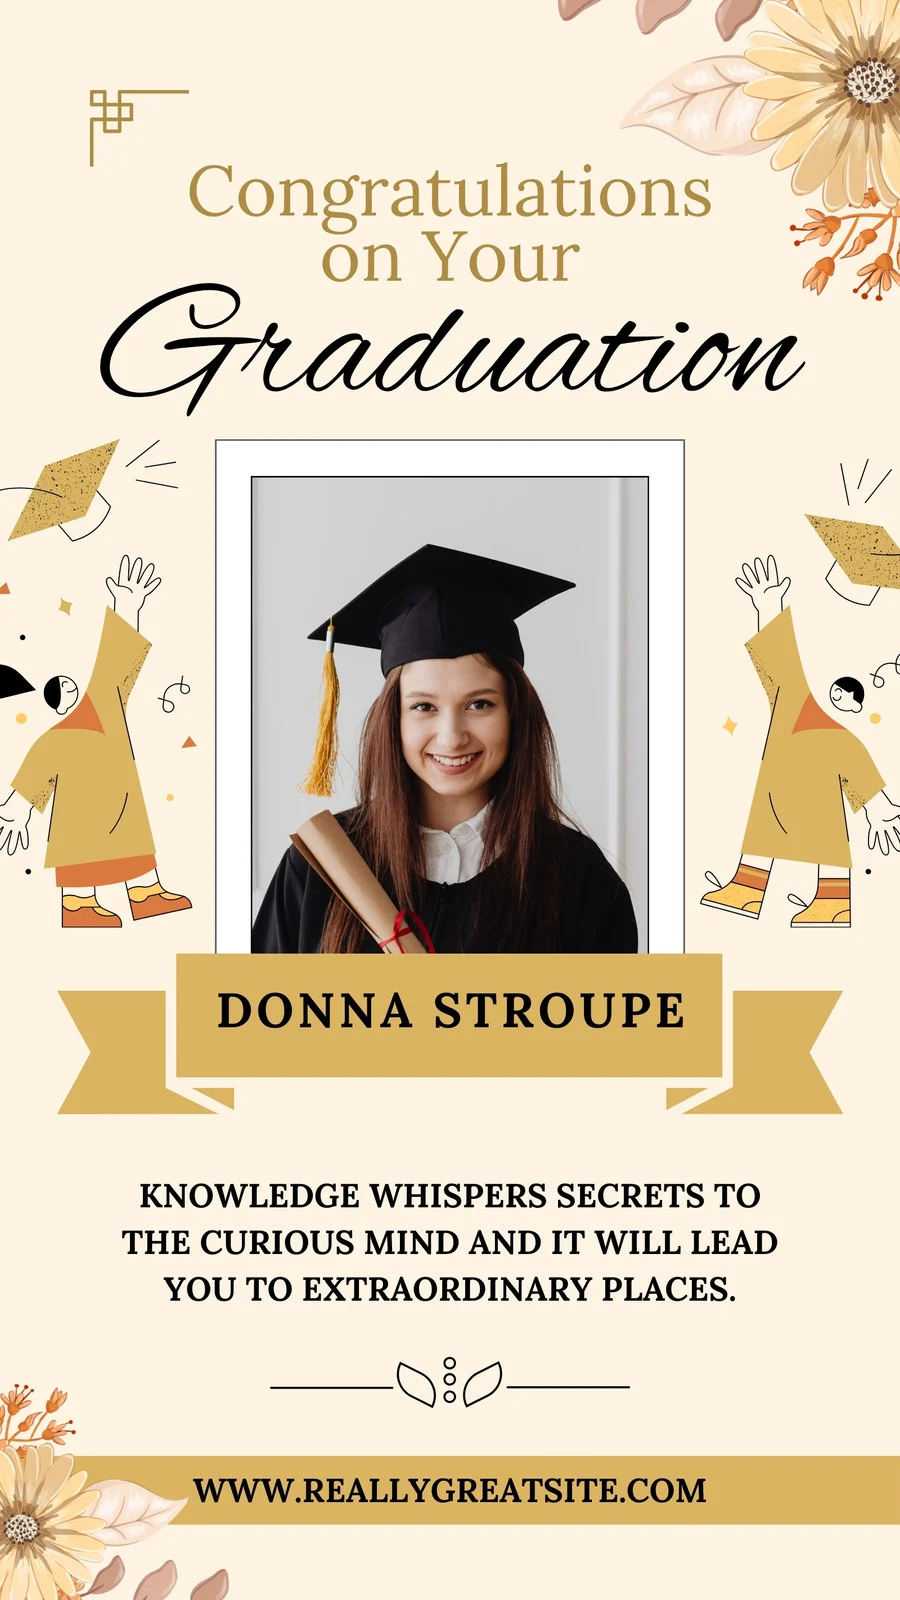 Congratulations
on Your
Graduation
DONNA STROUPE
KNOWLEDGE WHISPERS SECRETS TO
THE CURIOUS MIND AND IT WILL LEAD
YOU TO EXTRAORDINARY PLACES.
WWW.REALLYGREATSITE.COM